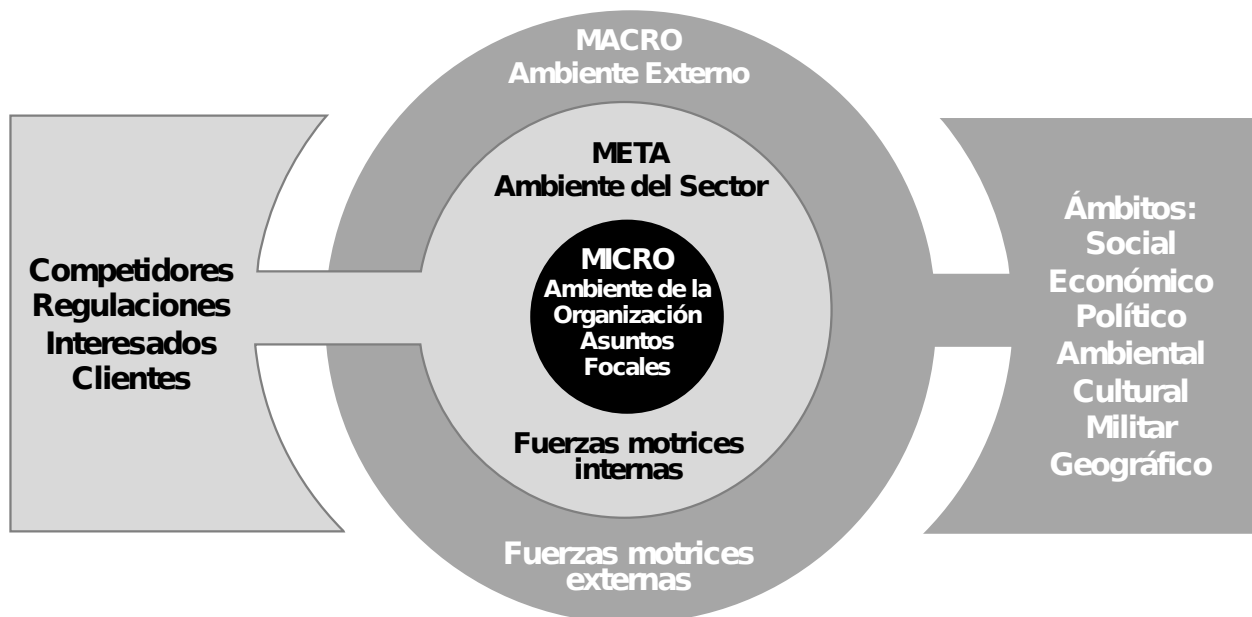 MACRO
Ambiente Externo
META
Ambiente del Sector
MICRO
Ambiente de la
Organización
Asuntos
Focales
Fuerzas motrices
internas
Fuerzas motrices
externas
Competidores
Regulaciones
Interesados
Clientes
Ámbitos:
Social
Económico
Político
Ambiental
Cultural
Militar
Geográfico